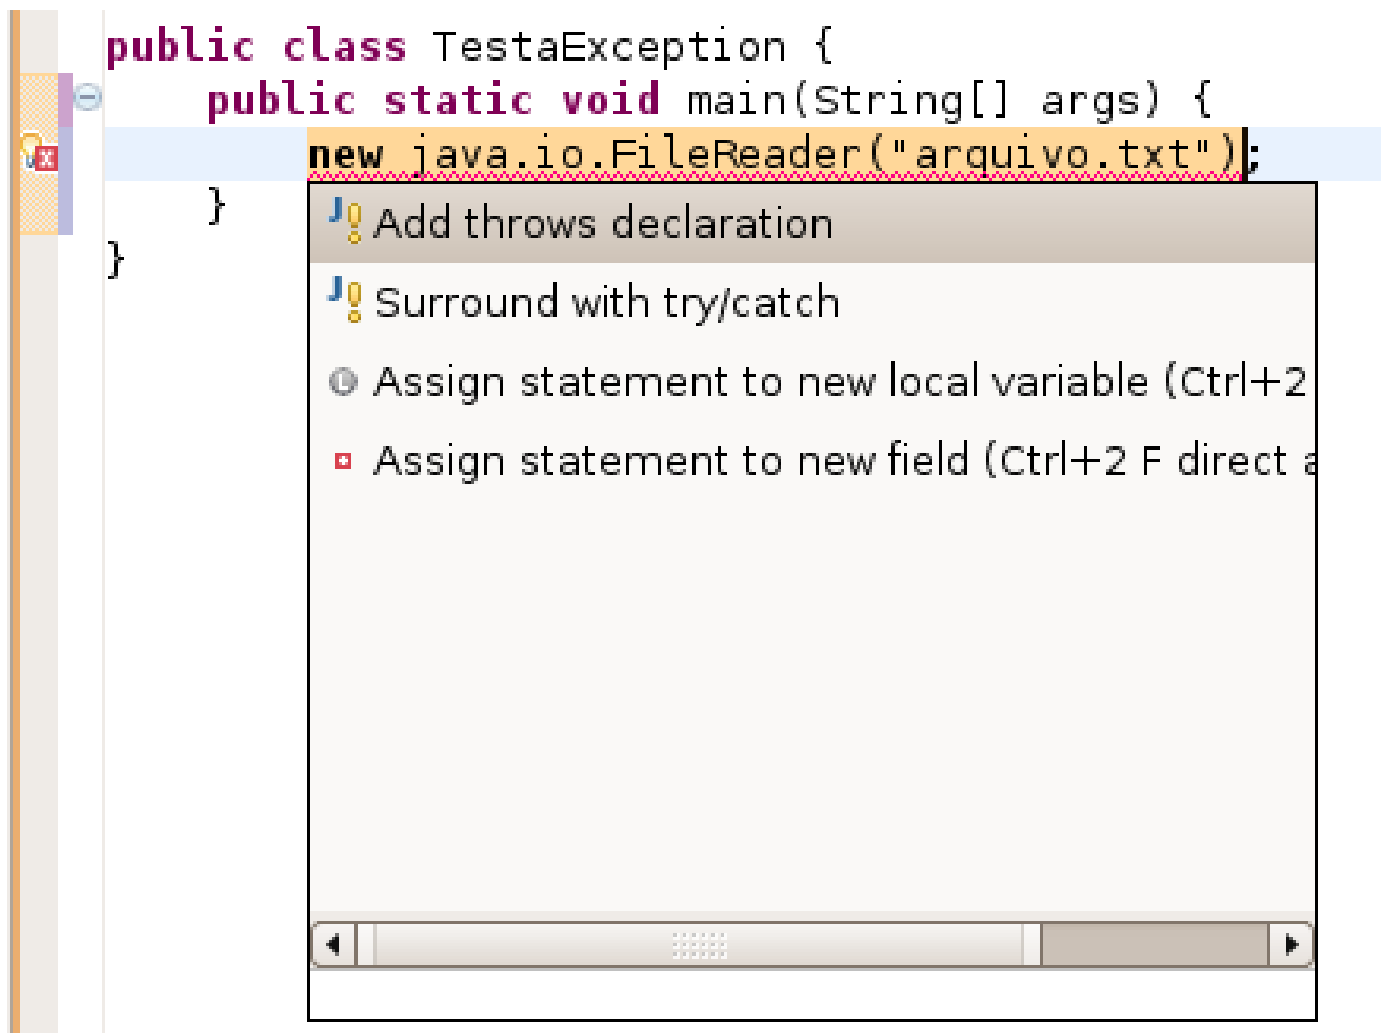 public class TestaException {
public static void main(String[] args) {
new java.io.FileReader("arquivo.txt");
}
}
Add throws declaration
Surround with try/catch
Assign statement to new local variable (Ctrl+2
Assign statement to new field (Ctrl+2 F direct a